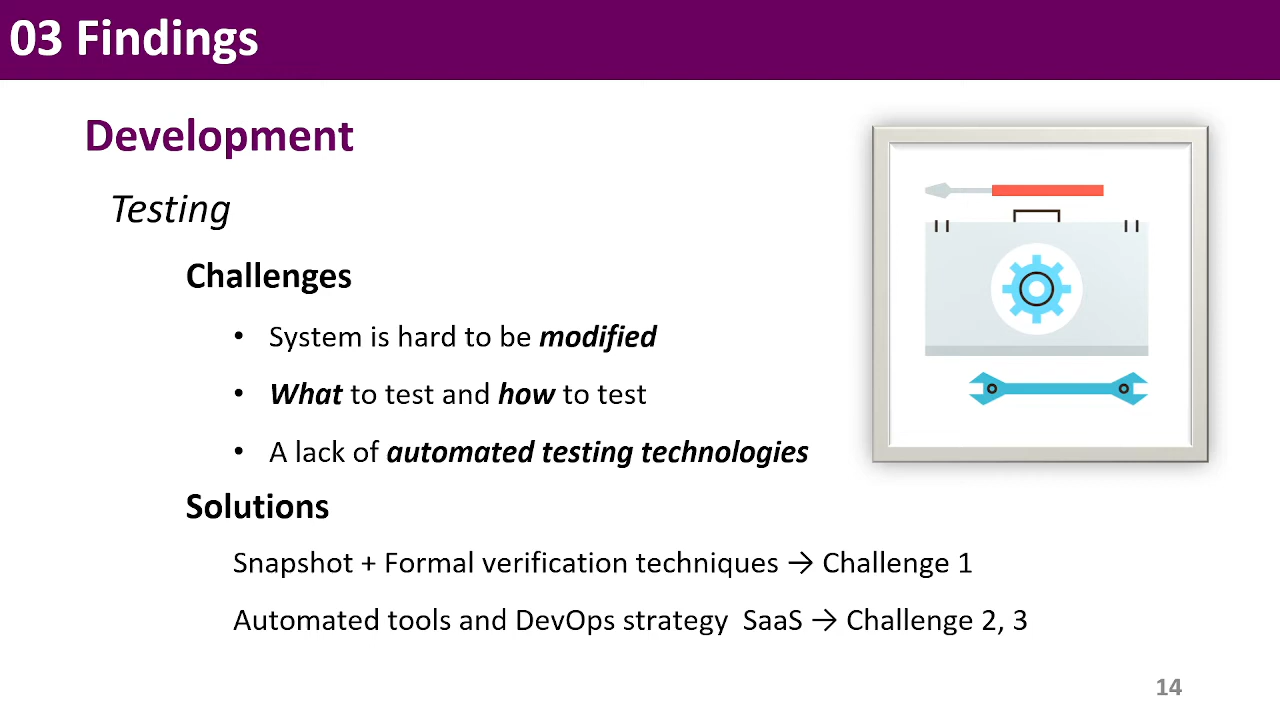 03 Findings
Development
Testing
Challenges
• System is hard to be modified
• What to test and how to test
• A lack of automated testing technologies
Solutions
Snapshot + Formal verification techniques → Challenge 1
Automated tools and DevOps strategy  SaaS → Challenge 2, 3
14